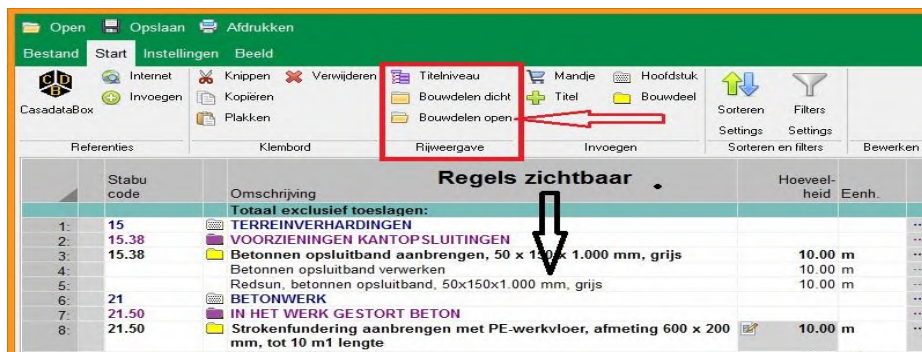 Open Opslaan Afdrukken
Bestand Start Instellingen Beeld
Internet Knippen Verwijderen Titelniveau Mandje Hoofdstuk
Invoegen Kopiëren Bouwdelen dicht Titel Bouwdeel
CasadataBox Plakken Bouwdelen open Sorteren Filters
Settings Settings
Referenties Klembord Rijweergave Invoegen Sorteren en filters Bewerken
Regels zichtbaar
Stabu Hoeveel-
code Omschrijving heid Eenh.
Totaal exclusief toeslagen:
1: 15 TERREINVERHARDINGEN
2: 15.38 VOORZIENINGEN KANTOPSLUITINGEN
3: 15.38 Betonnen opsluitband aanbrengen, 50 x 150 x 1.000 mm, grijs 10.00 m
4: Betonnen opsluitband verwerken 10.00 m
5: Redsun, betonnen opsluitband, 50x150x1.000 mm, grijs 10.00 m
6: 21 BETONWERK
7: 21.50 IN HET WERK GESTORT BETON
8: 21.50 Strokenfundering aanbrengen met PE-werkvloer, afmeting 600 x 200 10.00 m
mm, tot 10 m1 lengte